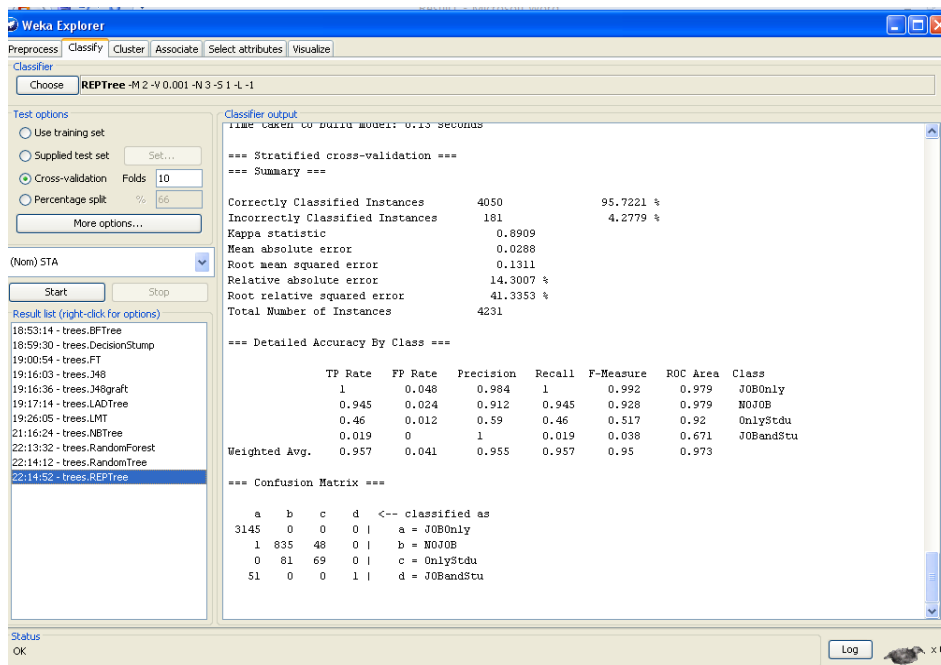 Weka Explorer
Preprocess Classify Cluster Associate Select attributes Visualize
Classifier
Choose REPTree -M 2 -V 0.001 -N 3 -S 1 -L -1
Test options
Use training set
Supplied test set Set...
Cross-validation Folds 10
Percentage split % 66
More options...
(Nom) STA
Start Stop
Result list (right-click for options)
18:53:14 - trees.BFTree
18:59:30 - trees.DecisionStump
19:00:54 - trees.FT
19:16:03 - trees.J48
19:16:36 - trees.J48graft
19:17:14 - trees.LADTree
19:26:05 - trees.LMT
21:16:24 - trees.NBTree
22:13:32 - trees.RandomForest
22:14:12 - trees.RandomTree
22:14:52 - trees.REPTree
Classifier output
Time taken to build model: 0.13 seconds
=== Stratified cross-validation ===
=== Summary ===
Correctly Classified Instances 4050 95.7221 %
Incorrectly Classified Instances 181 4.2779 %
Kappa statistic 0.8909
Mean absolute error 0.0288
Root mean squared error 0.1311
Relative absolute error 14.3007 %
Root relative squared error 41.3353 %
Total Number of Instances 4231
=== Detailed Accuracy By Class ===
TP Rate FP Rate Precision Recall F-Measure ROC Area Class
1 0.048 0.984 1 0.992 0.979 JOBOnly
0.945 0.024 0.912 0.945 0.928 0.979 NOJOB
0.46 0.012 0.59 0.46 0.517 0.92 OnlyStdu
0.019 0 1 0.019 0.038 0.671 JOBandStu
Weighted Avg. 0.957 0.041 0.955 0.957 0.95 0.973
=== Confusion Matrix ===
a b c d <-- classified as
3145 0 0 0 | a = JOBOnly
1 835 48 0 | b = NOJOB
0 81 69 0 | c = OnlyStdu
51 0 0 1 | d = JOBandStu
Status
OK
Log